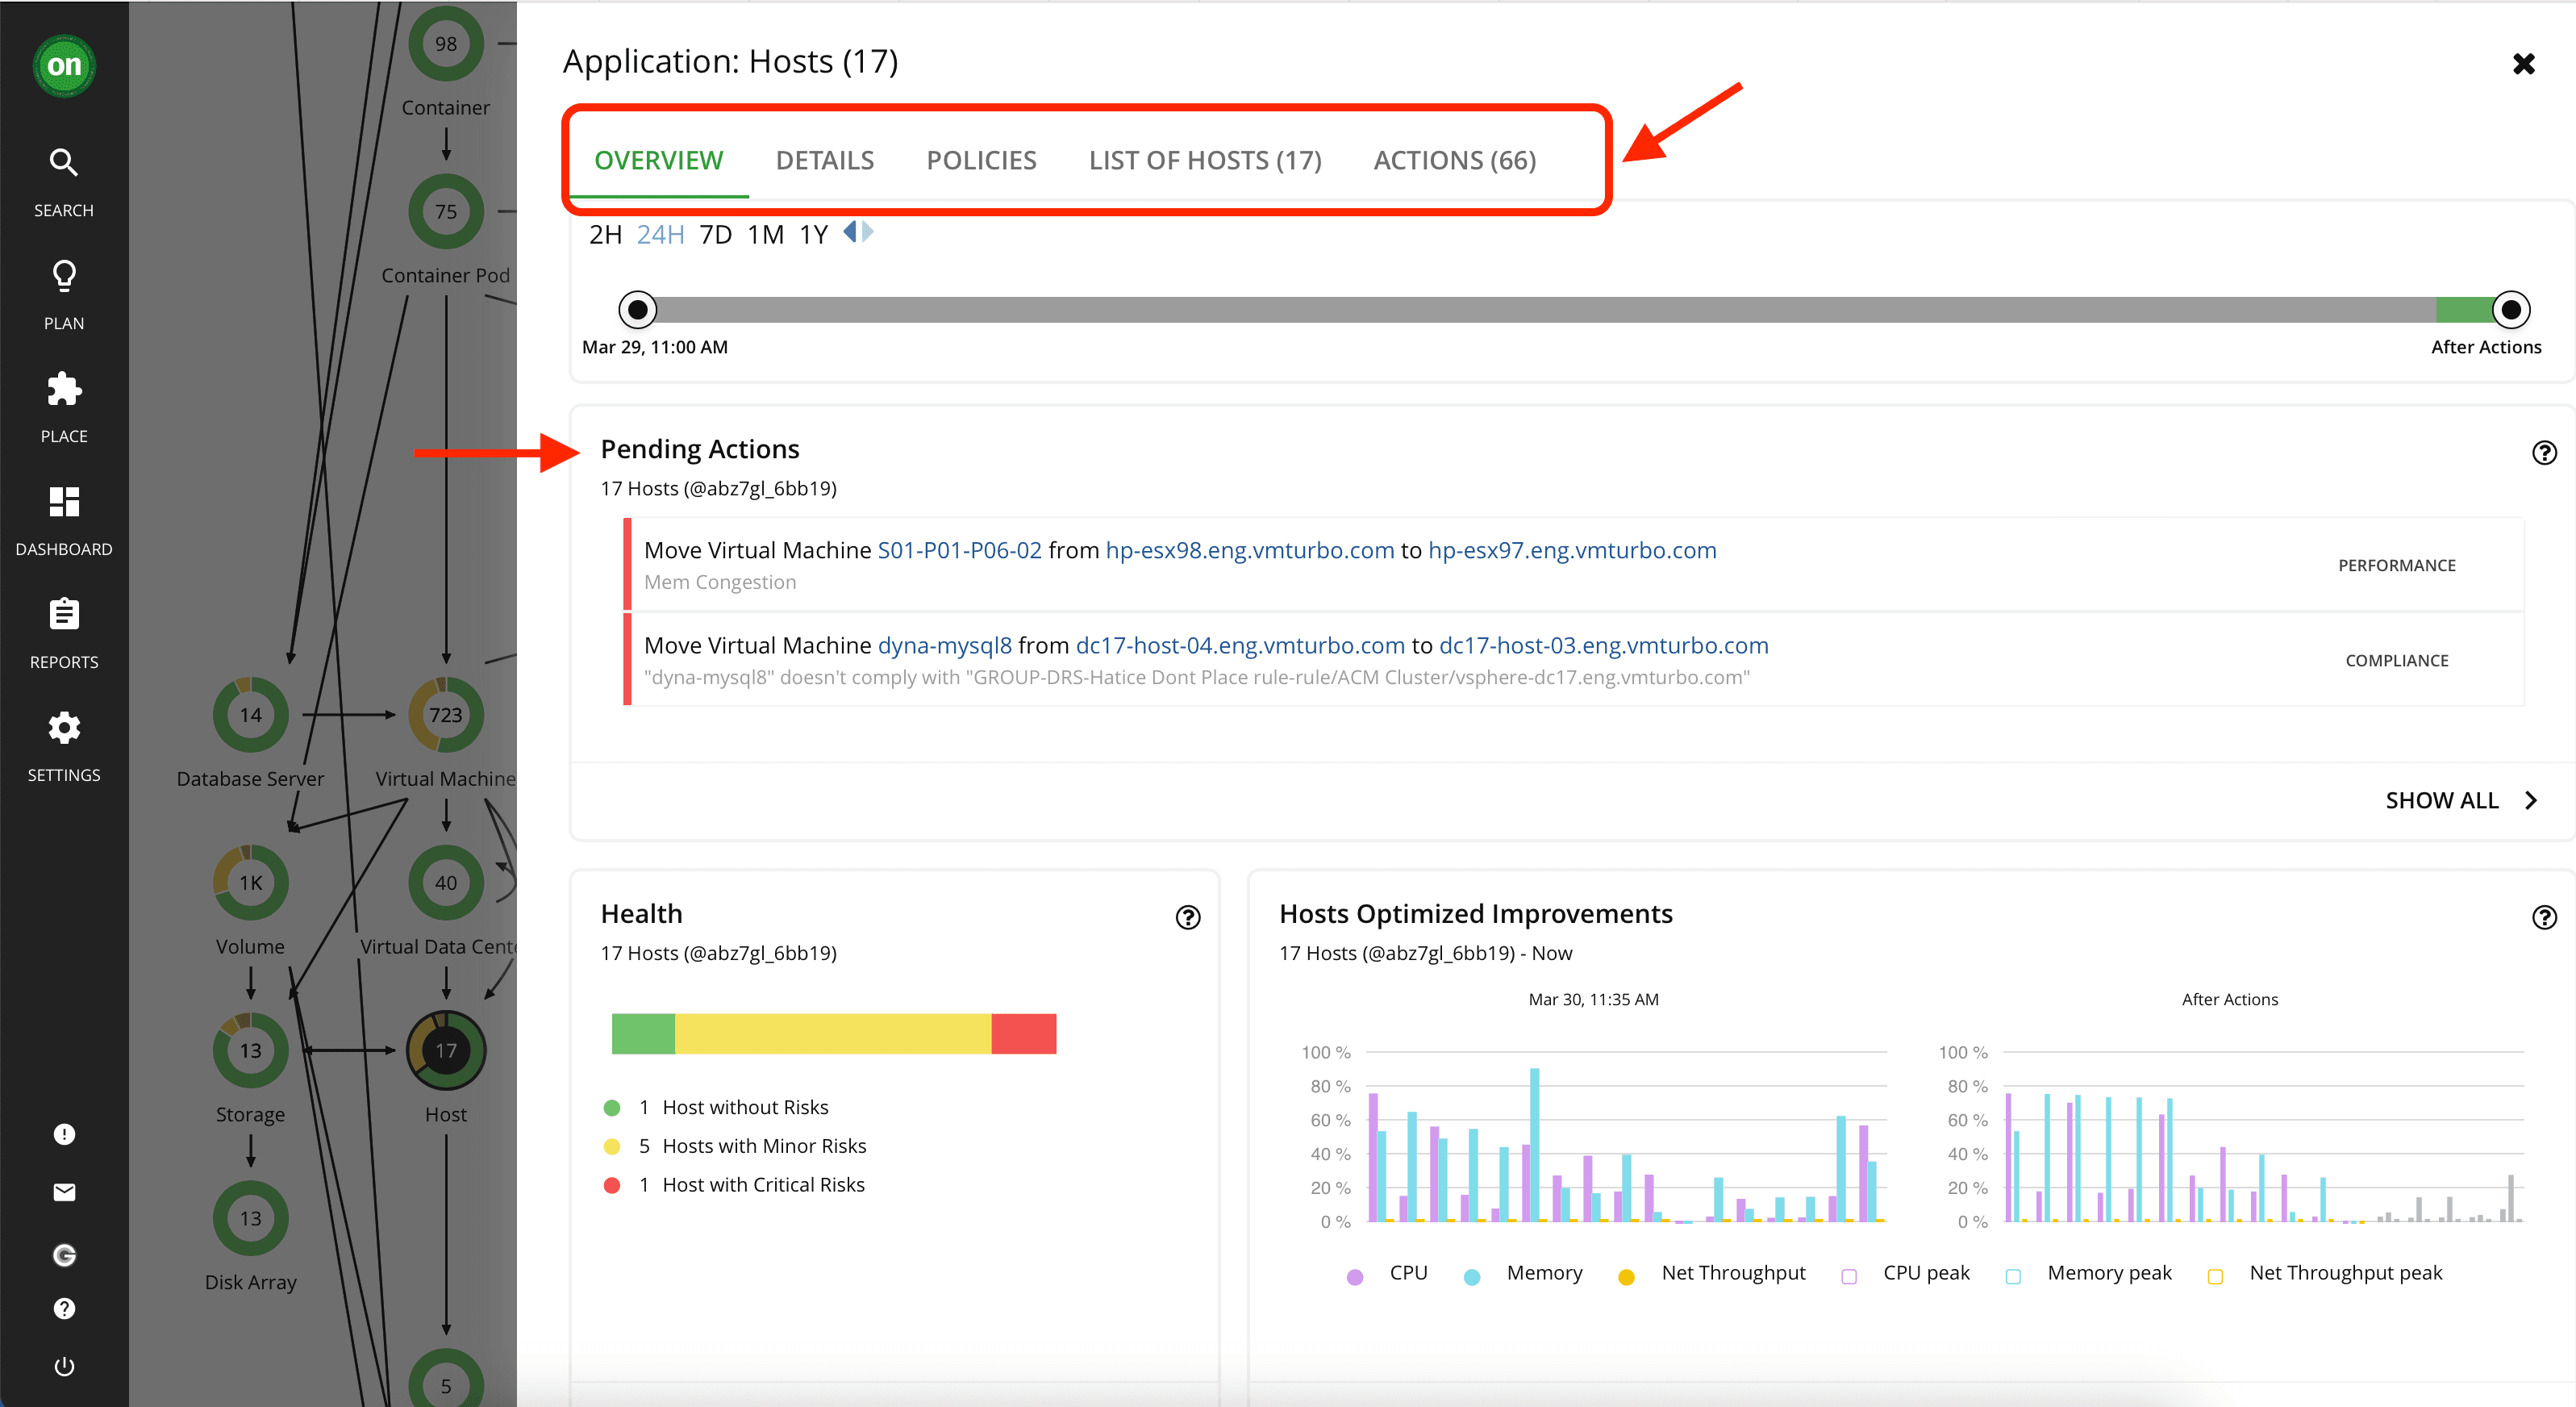 on
SEARCH
PLAN
PLACE
DASHBOARD
REPORTS
SETTINGS
98
Container
75
Container Pod
14
Database Server
723
Virtual Machine
1K
Volume
40
Virtual Data Cent
13
Storage
17
Host
13
Disk Array
5
Application: Hosts (17)
OVERVIEW DETAILS POLICIES LIST OF HOSTS (17) ACTIONS (66)
2H 24H 7D 1M 1Y
Mar 29, 11:00 AM
After Actions
Pending Actions
17 Hosts (@abz7gl_6bb19)
Move Virtual Machine S01-P01-P06-02 from hp-esx98.eng.vmturbo.com to hp-esx97.eng.vmturbo.com
Mem Congestion
PERFORMANCE
Move Virtual Machine dyna-mysql8 from dc17-host-04.eng.vmturbo.com to dc17-host-03.eng.vmturbo.com
"dyna-mysql8" doesn't comply with "GROUP-DRS-Hatice Dont Place rule-rule/ACM Cluster/vsphere-dc17.eng.vmturbo.com"
COMPLIANCE
SHOW ALL
Health
17 Hosts (@abz7gl_6bb19)
1 Host without Risks
5 Hosts with Minor Risks
1 Host with Critical Risks
Hosts Optimized Improvements
17 Hosts (@abz7gl_6bb19) - Now
Mar 30, 11:35 AM
100 %
80 %
60 %
40 %
20 %
0 %
After Actions
100 %
80 %
60 %
40 %
20 %
0 %
CPU Memory Net Throughput CPU peak Memory peak Net Throughput peak